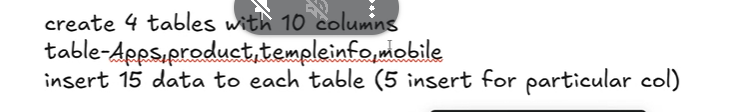 create 4 tables with 10 columns
table-Apps,product,templeinfo,mobile
insert 15 data to each table (5 insert for particular col)